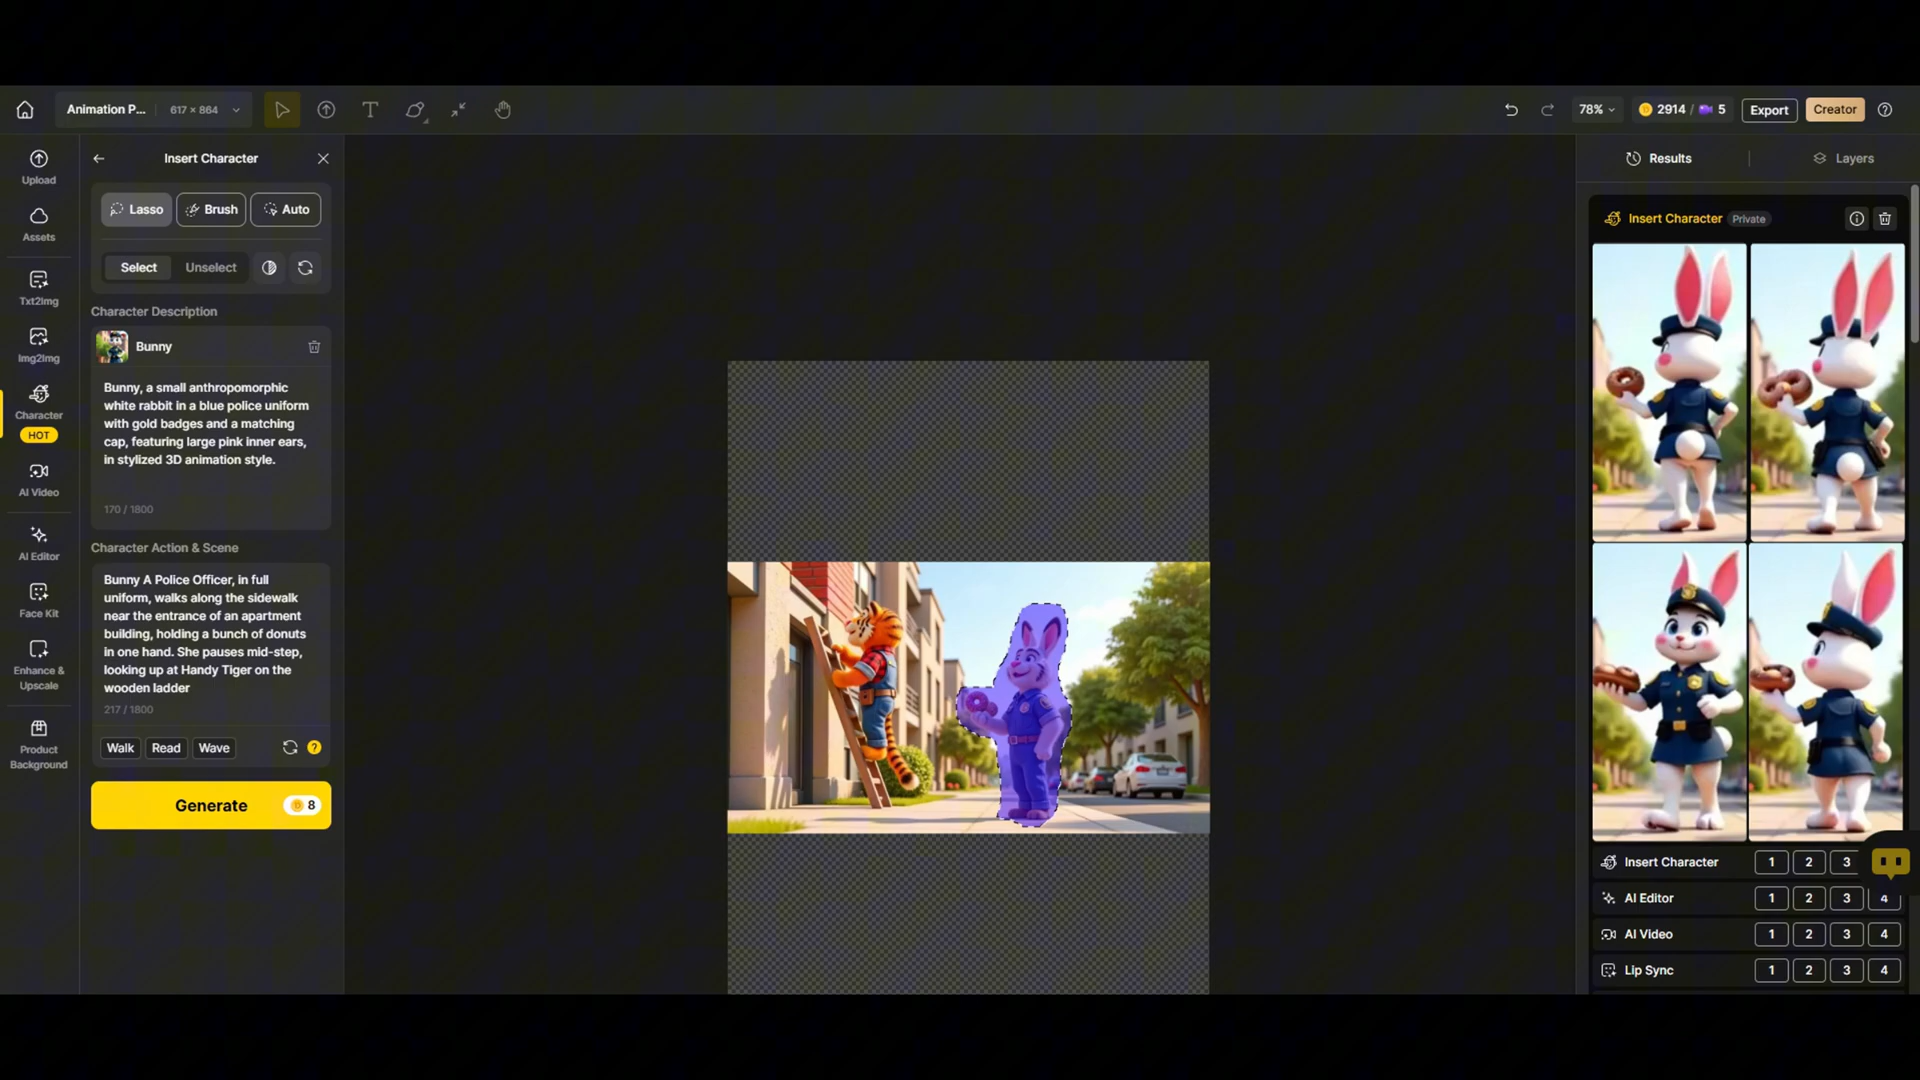 Animation P... 617 × 864
78% 2914 / 5 Export Creator
Upload
Assets
Txt2Img
Img2Img
Character
HOT
AI Video
AI Editor
Face Kit
Enhance &
Upscale
Product
Background
Insert Character
Lasso Brush Auto
Select Unselect
Character Description
Bunny
Bunny, a small anthropomorphic
white rabbit in a blue police uniform
with gold badges and a matching
cap, featuring large pink inner ears,
in stylized 3D animation style.
170 / 1800
Character Action & Scene
Bunny A Police Officer, in full
uniform, walks along the sidewalk
near the entrance of an apartment
building, holding a bunch of donuts
in one hand. She pauses mid-step,
looking up at Handy Tiger on the
wooden ladder
217 / 1800
Walk Read Wave ?
Generate 8
Results Layers
Insert Character Private
Insert Character 1 2 3
AI Editor 1 2 3 4
AI Video 1 2 3 4
Lip Sync 1 2 3 4